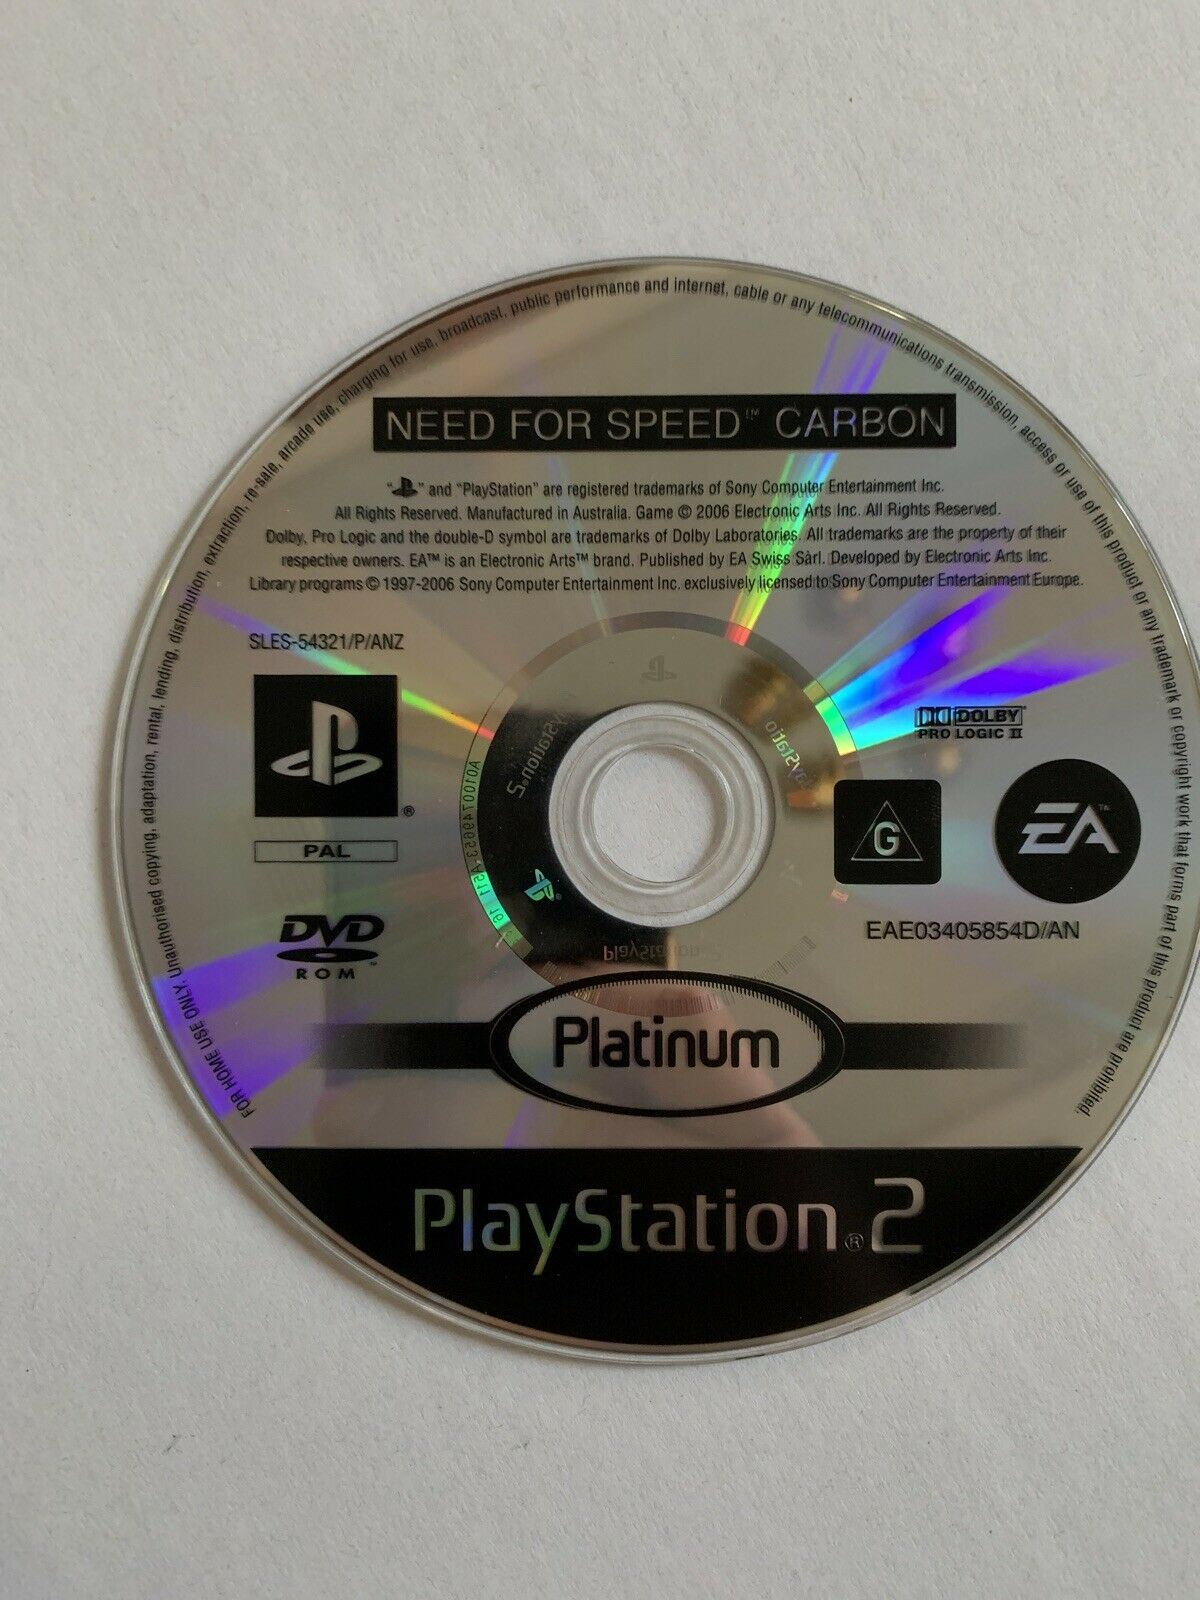 FOR HOME USE ONLY. Unauthorised copying, adaptation, rental, lending, distribution, extraction, re-sale, arcade use, charging for use, broadcast, public performance and internet, cable or any telecommunications transmission, access or use of this product or any trademark or copyright work that forms part of this product are prohibited.
NEED FOR SPEED™ CARBON
" " and "PlayStation" are registered trademarks of Sony Computer Entertainment Inc.
All Rights Reserved. Manufactured in Australia. Game © 2006 Electronic Arts Inc. All Rights Reserved.
Dolby, Pro Logic and the double-D symbol are trademarks of Dolby Laboratories. All trademarks are the property of their
respective owners. EA™ is an Electronic Arts™ brand. Published by EA Swiss Sàrl. Developed by Electronic Arts Inc.
Library programs © 1997-2006 Sony Computer Entertainment Inc. exclusively licensed to Sony Computer Entertainment Europe.
SLES-54321/P/ANZ
®
PAL
DVD™
ROM
DOLBY®
PRO LOGIC II
G
EA™
EAE03405854D/AN
PlayStation®2
PlayStation®2
Platinum
PlayStation®2